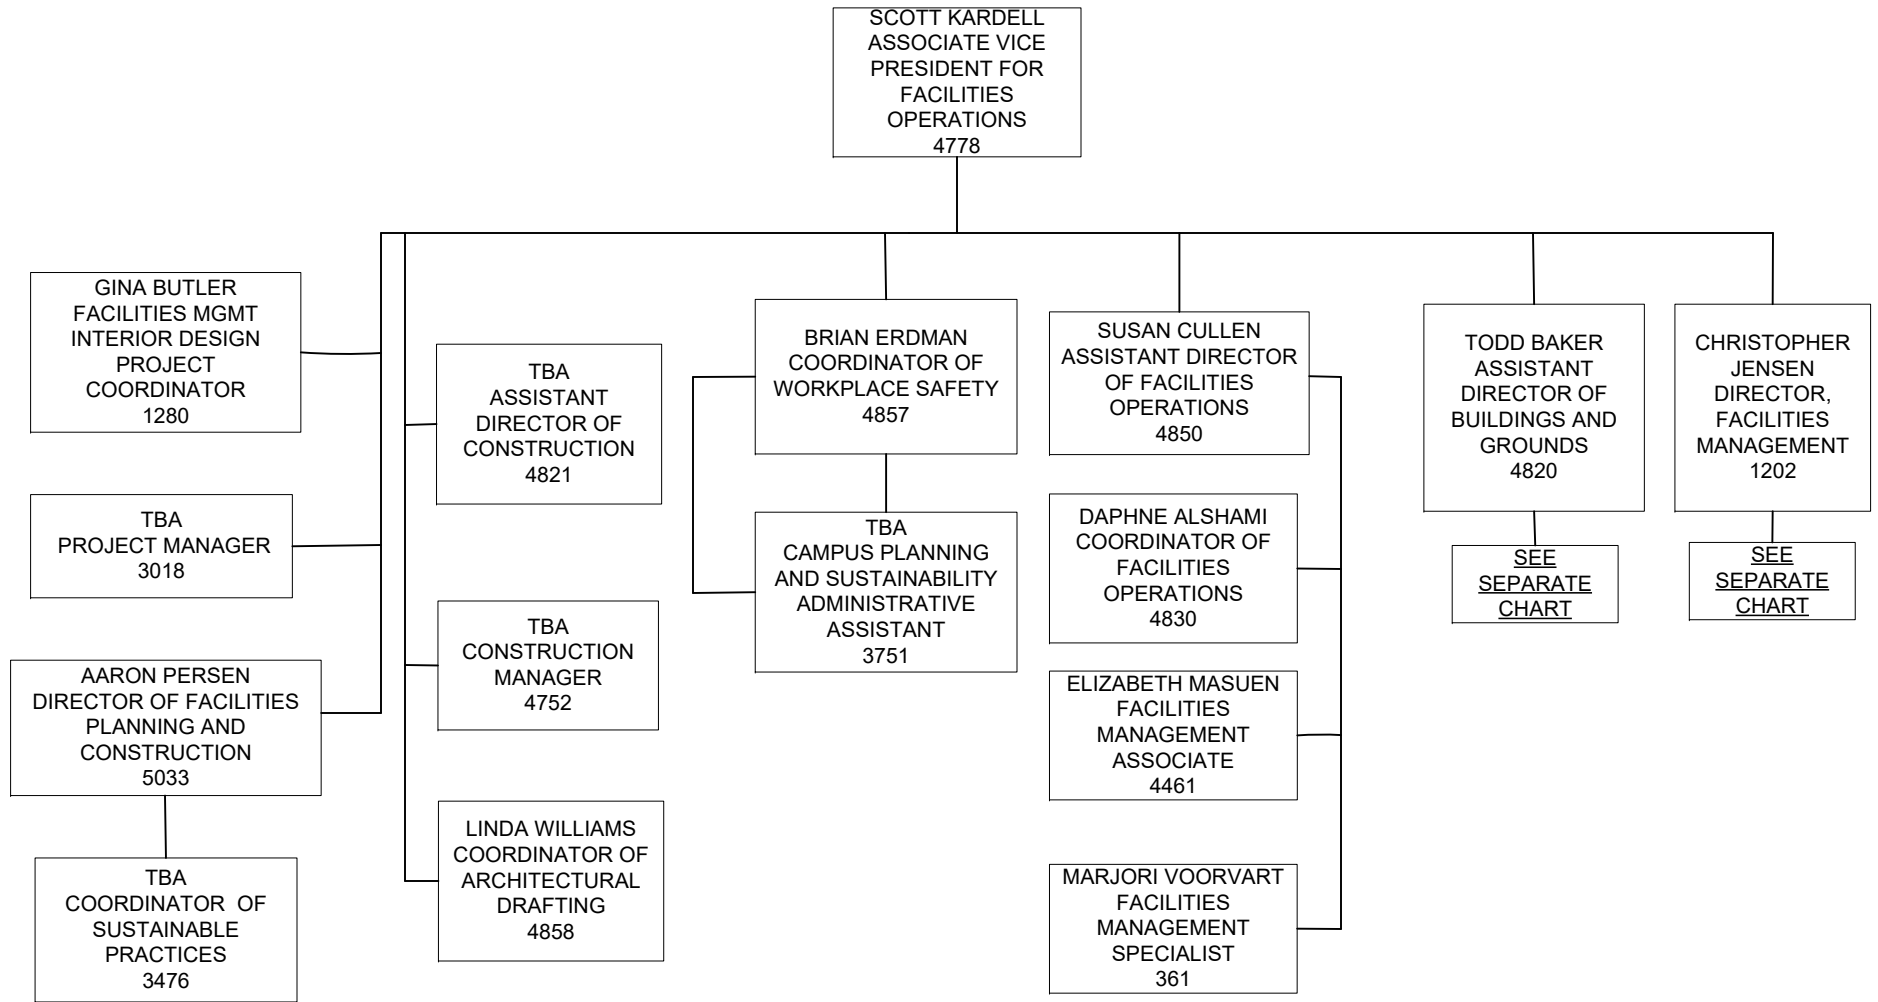 SCOTT KARDELL
ASSOCIATE VICE
PRESIDENT FOR
FACILITIES
OPERATIONS
4778
GINA BUTLER
FACILITIES MGMT
INTERIOR DESIGN
PROJECT
COORDINATOR
1280
TBA
PROJECT MANAGER
3018
AARON PERSEN
DIRECTOR OF FACILITIES
PLANNING AND
CONSTRUCTION
5033
TBA
COORDINATOR OF
SUSTAINABLE
PRACTICES
3476
TBA
ASSISTANT
DIRECTOR OF
CONSTRUCTION
4821
TBA
CONSTRUCTION
MANAGER
4752
LINDA WILLIAMS
COORDINATOR OF
ARCHITECTURAL
DRAFTING
4858
BRIAN ERDMAN
COORDINATOR OF
WORKPLACE SAFETY
4857
TBA
CAMPUS PLANNING
AND SUSTAINABILITY
ADMINISTRATIVE
ASSISTANT
3751
SUSAN CULLEN
ASSISTANT DIRECTOR
OF FACILITIES
OPERATIONS
4850
DAPHNE ALSHAMI
COORDINATOR OF
FACILITIES
OPERATIONS
4830
ELIZABETH MASUEN
FACILITIES
MANAGEMENT
ASSOCIATE
4461
MARJORI VOORVART
FACILITIES
MANAGEMENT
SPECIALIST
361
TODD BAKER
ASSISTANT
DIRECTOR OF
BUILDINGS AND
GROUNDS
4820
SEE
SEPARATE
CHART
CHRISTOPHER
JENSEN
DIRECTOR,
FACILITIES
MANAGEMENT
1202
SEE
SEPARATE
CHART